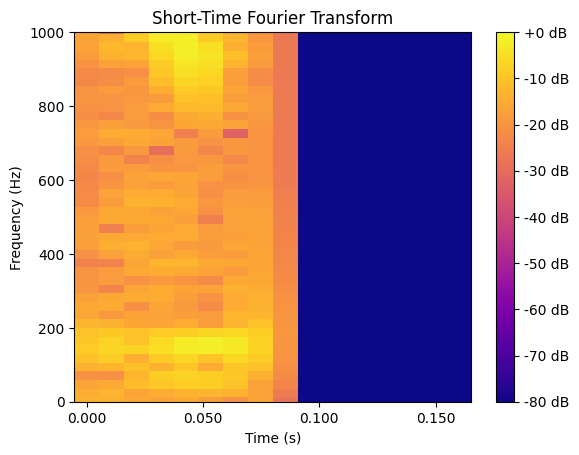 Short-Time Fourier Transform
Frequency (Hz)
1000
800
600
400
200
0
0.000 0.050 0.100 0.150
Time (s)
+0 dB
-10 dB
-20 dB
-30 dB
-40 dB
-50 dB
-60 dB
-70 dB
-80 dB